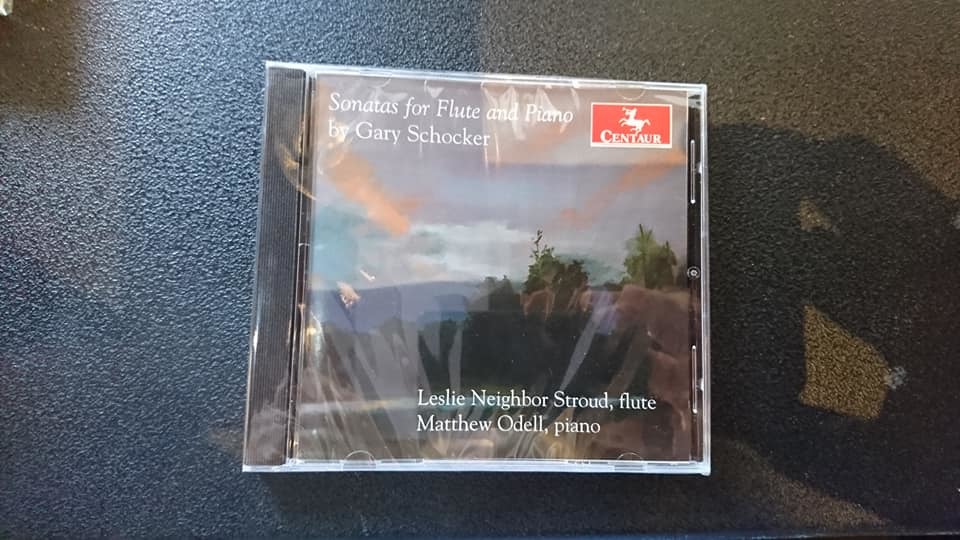 Sonatas for Flute and Piano
by Gary Schocker
CENTAUR
Leslie Neighbor Stroud, flute
Matthew Odell, piano